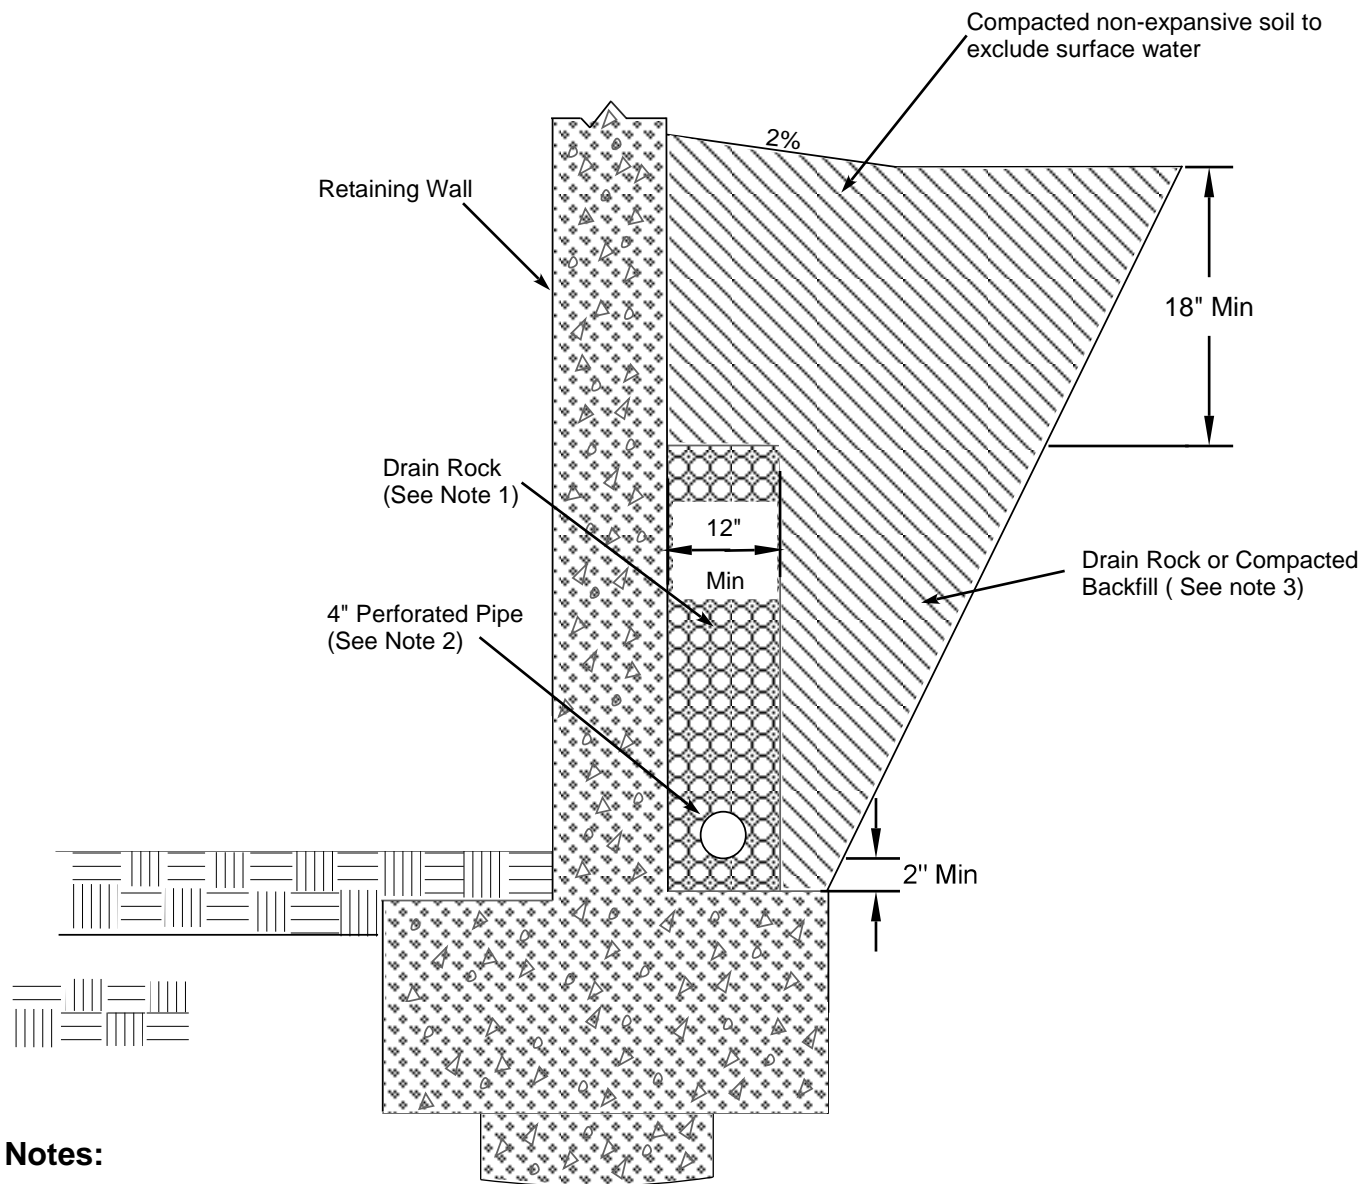 Compacted non-expansive soil to
exclude surface water
2%
Retaining Wall
18" Min
Drain Rock
(See Note 1)
12"
Min
Drain Rock or Compacted
Backfill ( See note 3)
4" Perforated Pipe
(See Note 2)
2" Min
Notes: